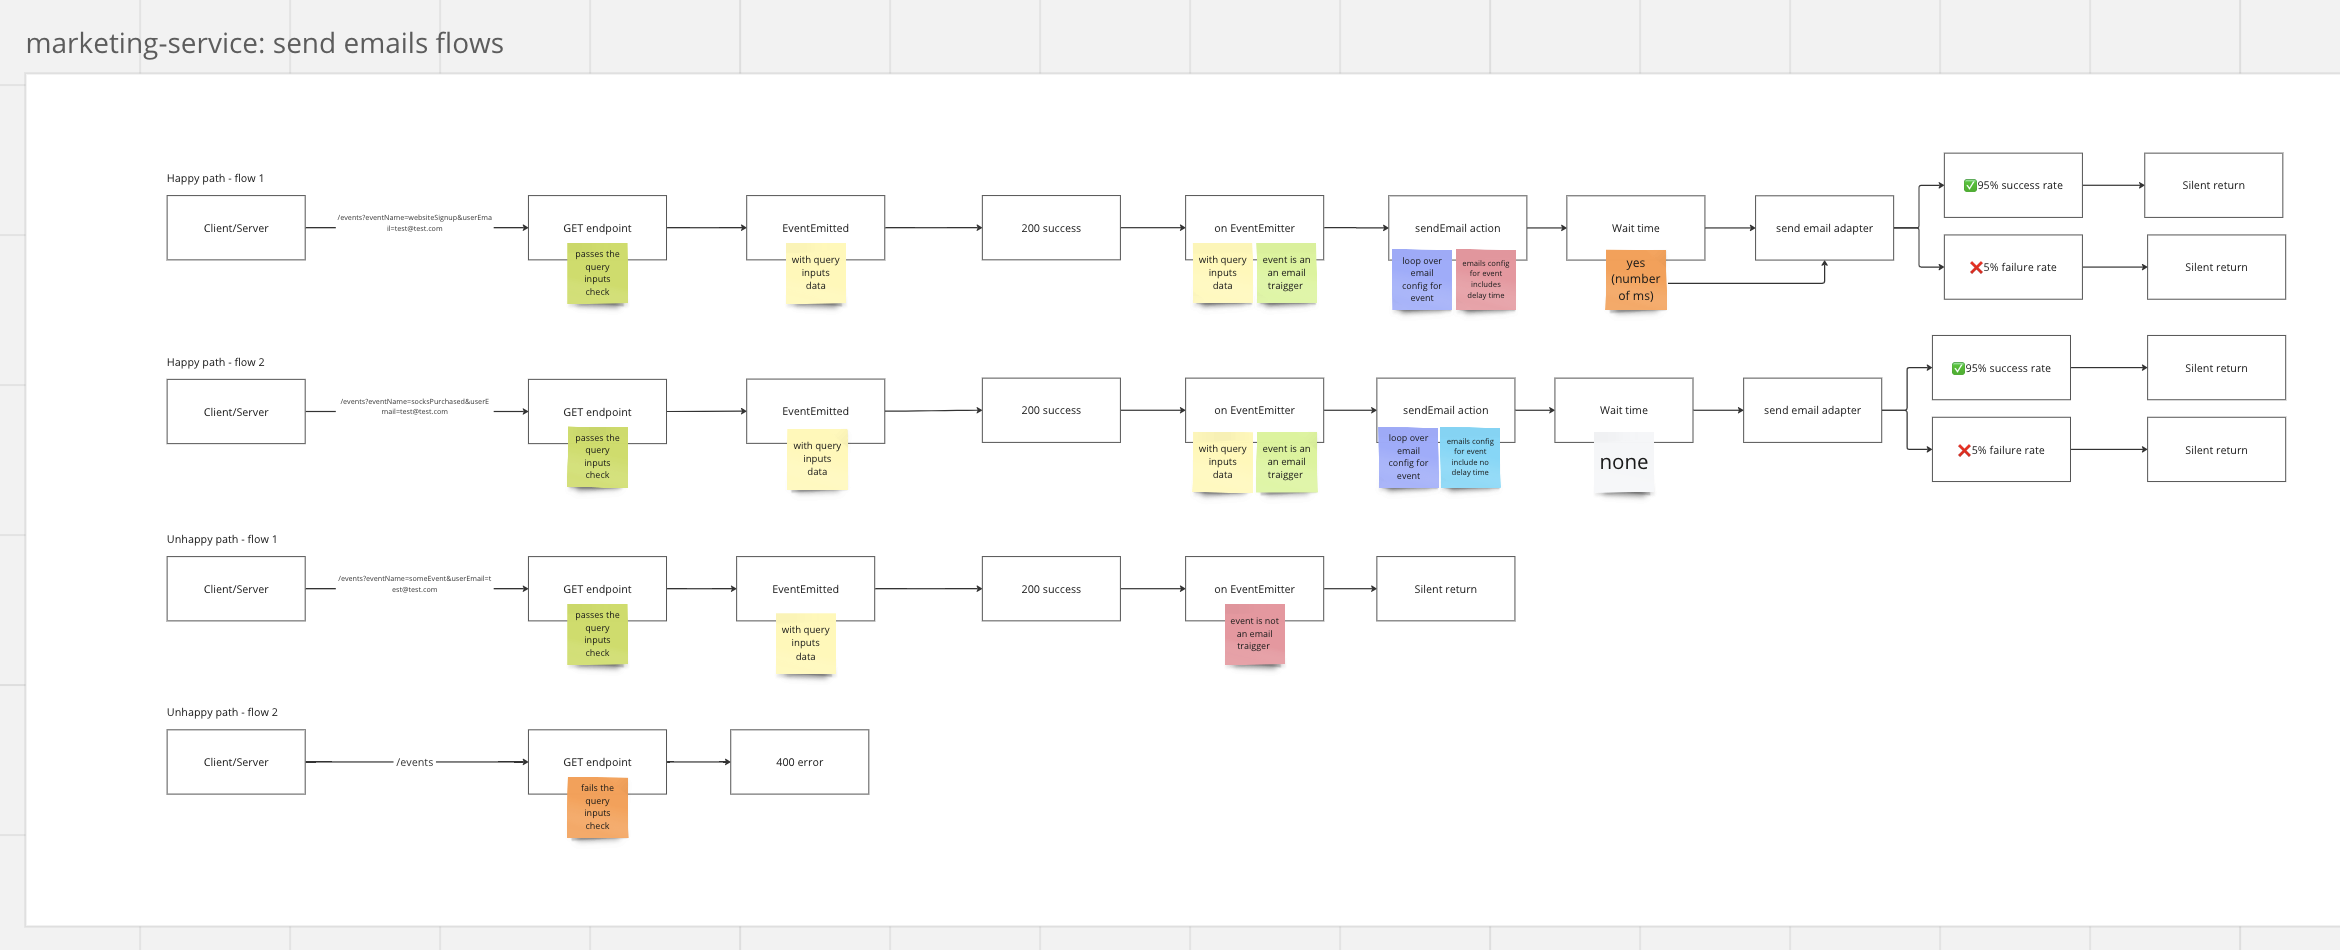 marketing-service: send emails flows
Happy path - flow 1
Client/Server
/events?eventName=websiteSignup&userEma
il=test@test.com
GET endpoint
passes the
query
inputs
check
EventEmitted
with query
inputs
data
200 success
on EventEmitter
with query
inputs
data
event is an
an email
traigger
sendEmail action
loop over
email
config for
event
emails config
for event
includes
delay time
Wait time
yes
(number
of ms)
send email adapter
✅95% success rate
Silent return
❌5% failure rate
Silent return
Happy path - flow 2
Client/Server
/events?eventName=socksPurchased&userE
mail=test@test.com
GET endpoint
passes the
query
inputs
check
EventEmitted
with query
inputs
data
200 success
on EventEmitter
with query
inputs
data
event is an
an email
traigger
sendEmail action
loop over
email
config for
event
emails config
for event
include no
delay time
Wait time
none
send email adapter
✅95% success rate
Silent return
❌5% failure rate
Silent return
Unhappy path - flow 1
Client/Server
/events?eventName=someEvent&userEmail=t
est@test.com
GET endpoint
passes the
query
inputs
check
EventEmitted
with query
inputs
data
200 success
on EventEmitter
event is not
an email
traigger
Silent return
Unhappy path - flow 2
Client/Server
/events
GET endpoint
fails the
query
inputs
check
400 error